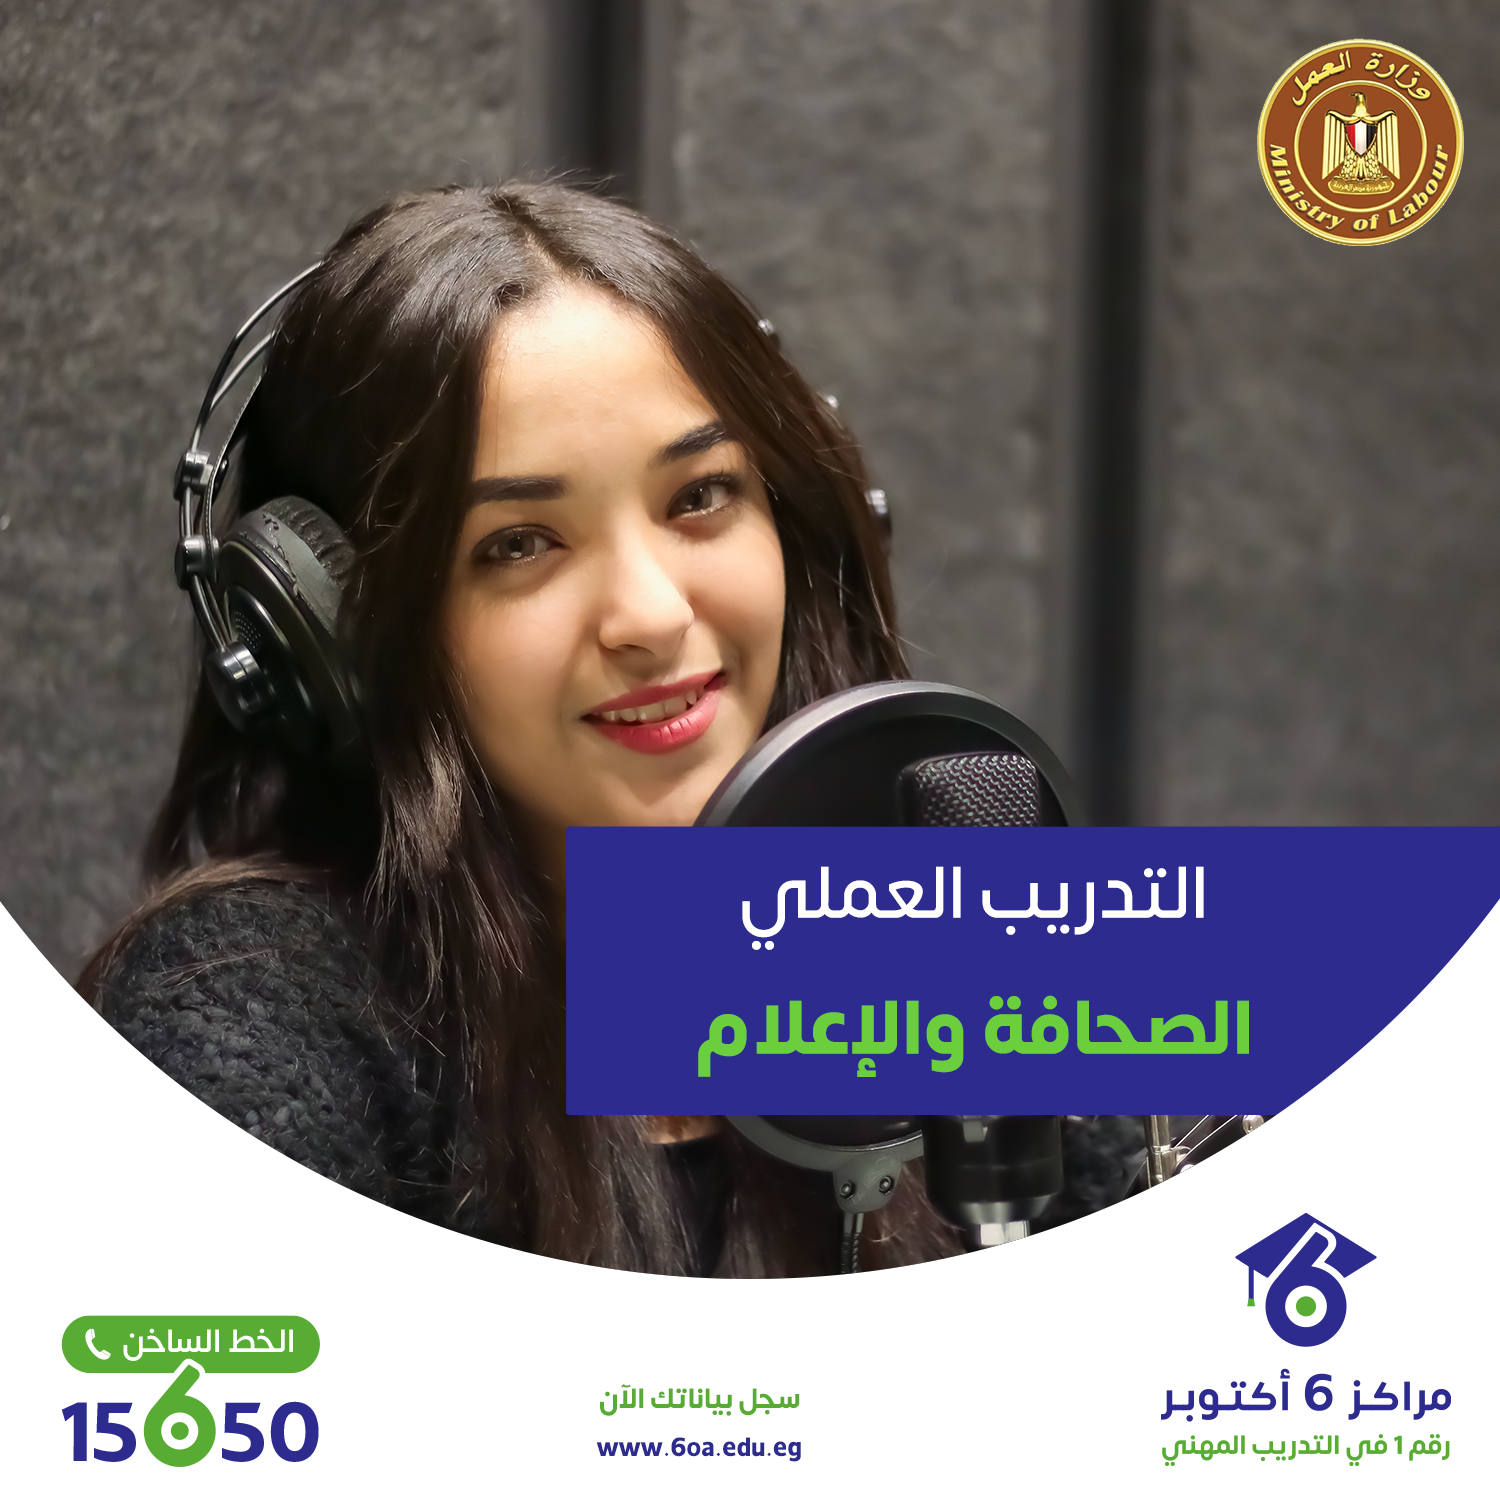 وزارة العمل
Ministry of Labour
التدريب العملي
الصحافة والإعلام
الخط الساخن
15650
سجل بياناتك الآن
www.6oa.edu.eg
6
مراكز 6 أكتوبر
رقم 1 في التدريب المهني